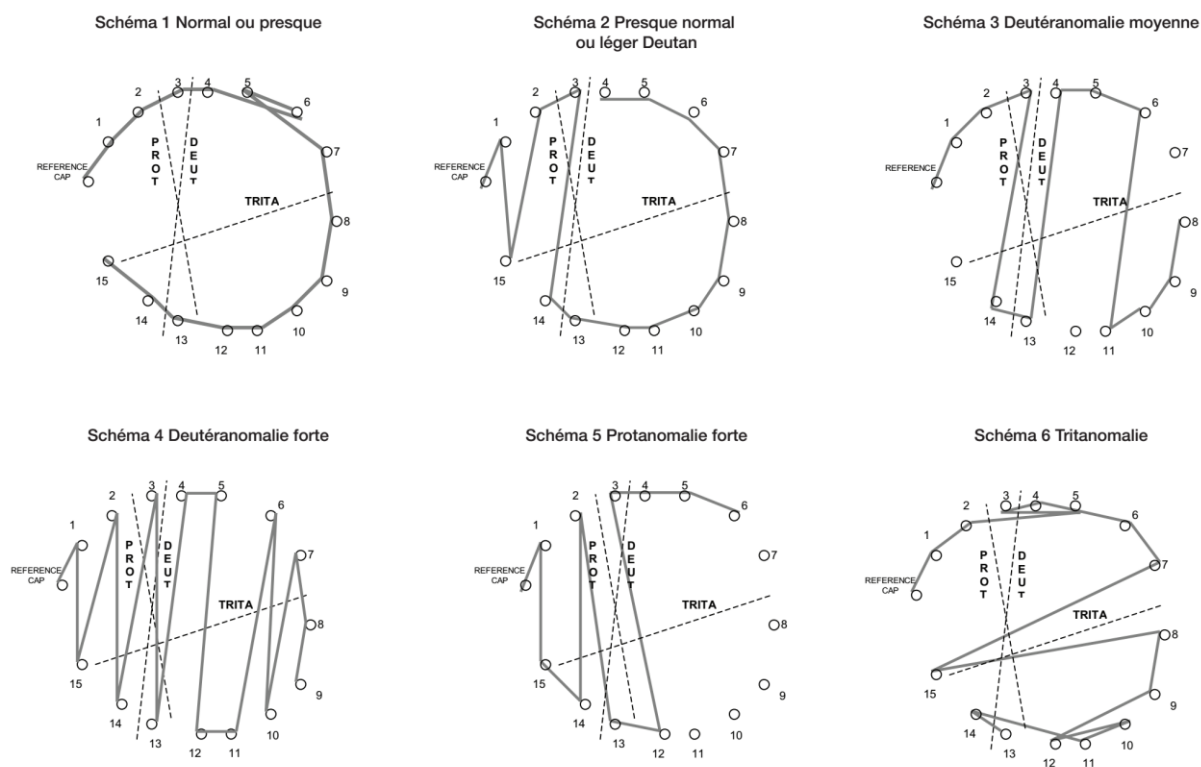 Schéma 1 Normal ou presque
1
2
3
4
5
6
7
8
9
10
11
12
13
14
15
REFERENCE
CAP
PROT
DEUT
TRITA
Schéma 2 Presque normal
ou léger Deutan
1
2
3
4
5
6
7
8
9
10
11
12
13
14
15
REFERENCE
CAP
PROT
DEUT
TRITA
Schéma 3 Deutéranomalie moyenne
1
2
3
4
5
6
7
8
9
10
11
12
13
14
15
REFERENCE
PROT
DEUT
TRITA
Schéma 4 Deutéranomalie forte
1
2
3
4
5
6
7
8
9
10
11
12
13
14
15
REFERENCE
CAP
PROT
DEUT
TRITA
Schéma 5 Protanomalie forte
1
2
3
4
5
6
7
8
9
10
11
12
13
14
15
REFERENCE
CAP
PROT
DEUT
TRITA
Schéma 6 Tritanomalie
1
2
3
4
5
6
7
8
9
10
11
12
13
14
15
REFERENCE
CAP
PROT
DEUT
TRITA